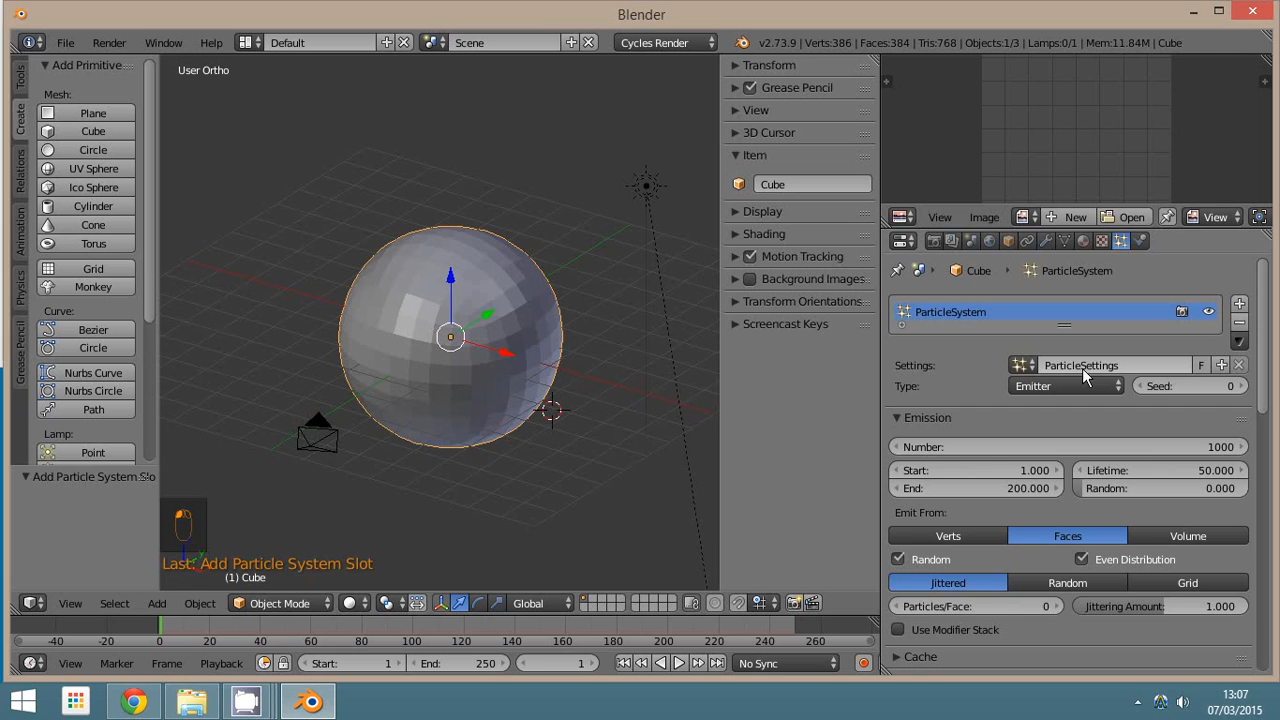 Blender
File Render Window Help Default Scene Cycles Render v2.73.9 | Verts:386 | Faces:384 | Tris:768 | Objects:1/3 | Lamps:0/1 | Mem:11.84M | Cube
Tools
Create
Relations
Animation
Physics
Grease Pencil
Add Primitive
Mesh:
Plane
Cube
Circle
UV Sphere
Ico Sphere
Cylinder
Cone
Torus
Grid
Monkey
Curve:
Bezier
Circle
Nurbs Curve
Nurbs Circle
Path
Lamp:
Point
Add Particle System Slo
User Ortho
Last: Add Particle System Slot
(1) Cube
Transform
Grease Pencil
View
3D Cursor
Item
Cube
Display
Shading
Motion Tracking
Background Images
Transform Orientations
Screencast Keys
View Image New Open View
Cube ParticleSystem
ParticleSystem
Settings: ParticleSettings F
Type: Emitter Seed: 0
Emission
Number: 1000
Start: 1.000 Lifetime: 50.000
End: 200.000 Random: 0.000
Emit From:
Verts Faces Volume
Random Even Distribution
Jittered Random Grid
Particles/Face: 0 Jittering Amount: 1.000
Use Modifier Stack
Cache
View Select Add Object Object Mode Global
-40 -20 0 20 40 60 80 100 120 140 160 180 200 220 240 260
View Marker Frame Playback Start: 1 End: 250 1 No Sync
13:07
07/03/2015